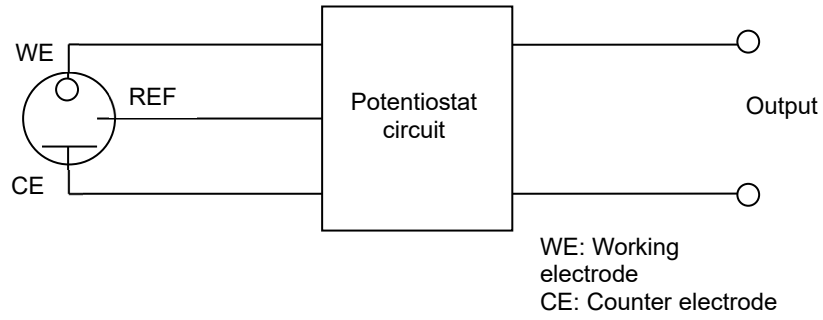 WE
REF
CE
Potentiostat
circuit
Output
WE: Working
electrode
CE: Counter electrode